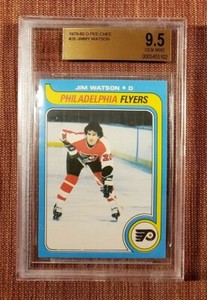 1979-80 O-PEE-CHEE
#26 JIMMY WATSON
9.5
GEM MINT
JIM WATSON • D
PHILADELPHIA FLYERS